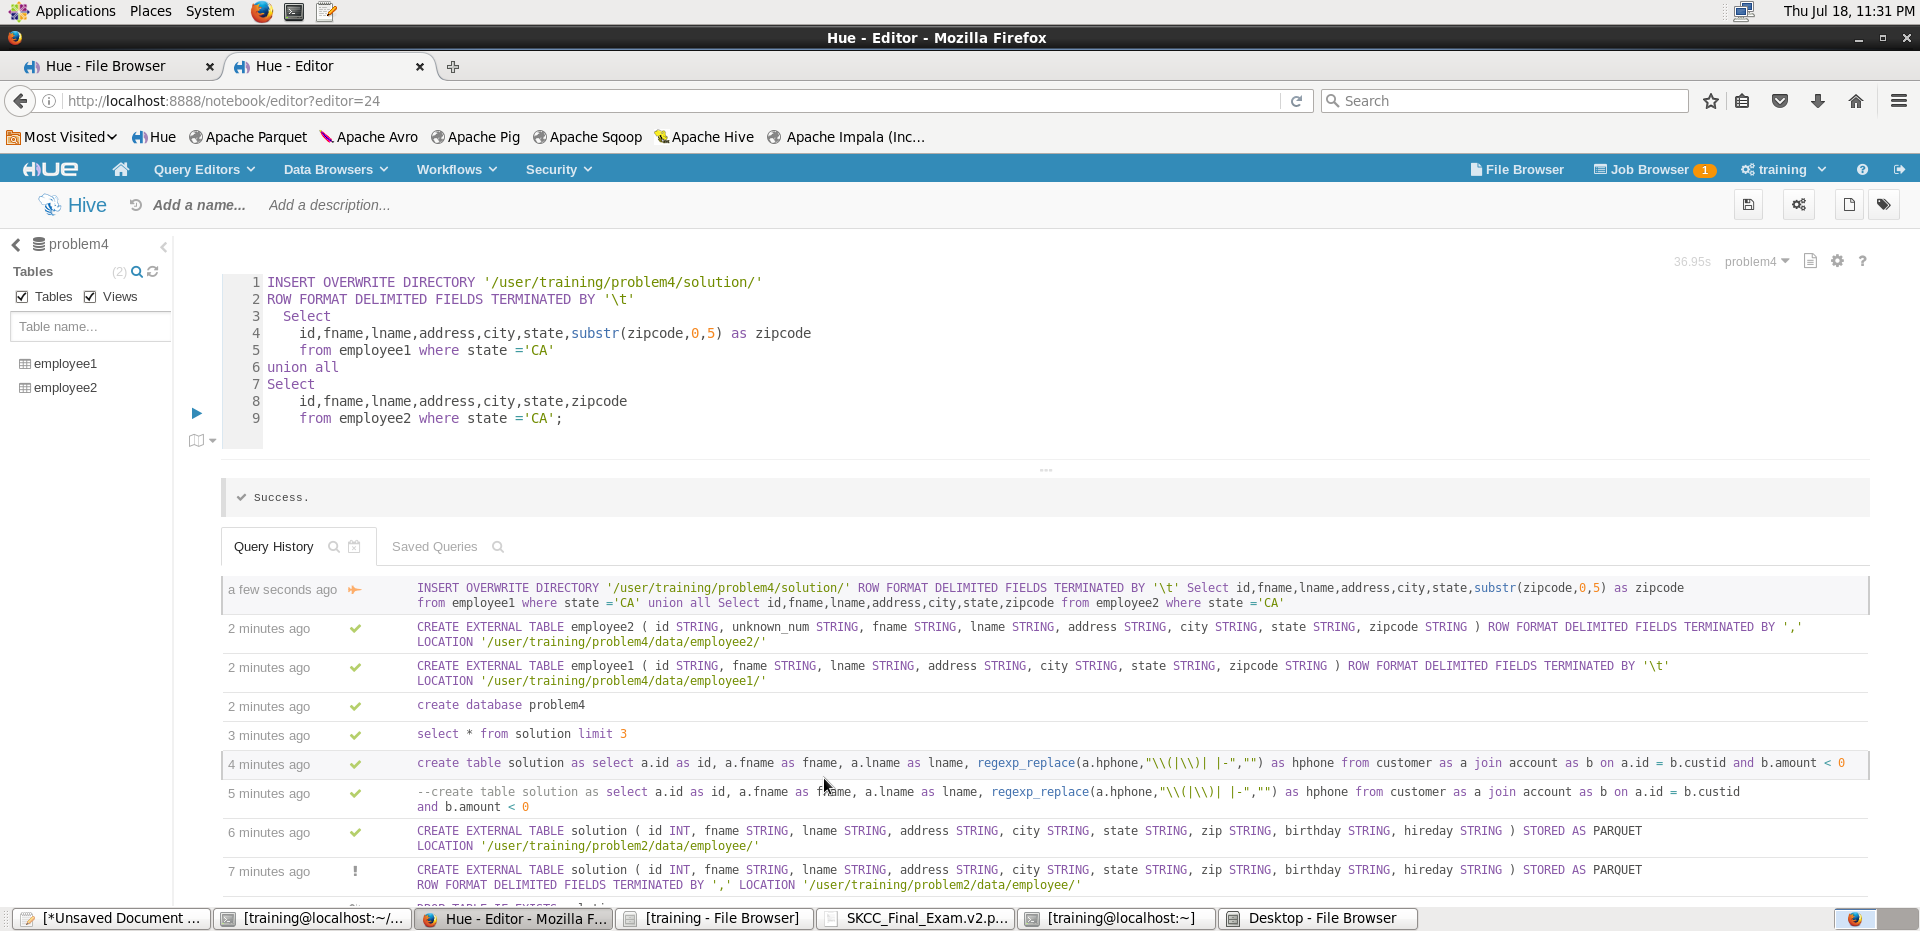 Applications Places System Thu Jul 18, 11:31 PM
Hue - Editor - Mozilla Firefox
Hue - File Browser Hue - Editor
http://localhost:8888/notebook/editor?editor=24 Search
Most Visited Hue Apache Parquet Apache Avro Apache Pig Apache Sqoop Apache Hive Apache Impala (Inc...
HUE Query Editors Data Browsers Workflows Security File Browser Job Browser 1 training
Hive Add a name... Add a description...
problem4
Tables (2)
Tables Views
Table name...
employee1
employee2
36.95s problem4
1 INSERT OVERWRITE DIRECTORY '/user/training/problem4/solution/'
2 ROW FORMAT DELIMITED FIELDS TERMINATED BY '\t'
3 Select
4 id,fname,lname,address,city,state,substr(zipcode,0,5) as zipcode
5 from employee1 where state ='CA'
6 union all
7 Select
8 id,fname,lname,address,city,state,zipcode
9 from employee2 where state ='CA';
Success.
Query History Saved Queries
a few seconds ago INSERT OVERWRITE DIRECTORY '/user/training/problem4/solution/' ROW FORMAT DELIMITED FIELDS TERMINATED BY '\t' Select id,fname,lname,address,city,state,substr(zipcode,0,5) as zipcode
from employee1 where state ='CA' union all Select id,fname,lname,address,city,state,zipcode from employee2 where state ='CA'
2 minutes ago CREATE EXTERNAL TABLE employee2 ( id STRING, unknown_num STRING, fname STRING, lname STRING, address STRING, city STRING, state STRING, zipcode STRING ) ROW FORMAT DELIMITED FIELDS TERMINATED BY ','
LOCATION '/user/training/problem4/data/employee2/'
2 minutes ago CREATE EXTERNAL TABLE employee1 ( id STRING, fname STRING, lname STRING, address STRING, city STRING, state STRING, zipcode STRING ) ROW FORMAT DELIMITED FIELDS TERMINATED BY '\t'
LOCATION '/user/training/problem4/data/employee1/'
2 minutes ago create database problem4
3 minutes ago select * from solution limit 3
4 minutes ago create table solution as select a.id as id, a.fname as fname, a.lname as lname, regexp_replace(a.hphone,"\\(|\\)| |-","") as hphone from customer as a join account as b on a.id = b.custid and b.amount < 0
5 minutes ago --create table solution as select a.id as id, a.fname as fname, a.lname as lname, regexp_replace(a.hphone,"\\(|\\)| |-","") as hphone from customer as a join account as b on a.id = b.custid
and b.amount < 0
6 minutes ago CREATE EXTERNAL TABLE solution ( id INT, fname STRING, lname STRING, address STRING, city STRING, state STRING, zip STRING, birthday STRING, hireday STRING ) STORED AS PARQUET
LOCATION '/user/training/problem2/data/employee/'
7 minutes ago CREATE EXTERNAL TABLE solution ( id INT, fname STRING, lname STRING, address STRING, city STRING, state STRING, zip STRING, birthday STRING, hireday STRING ) STORED AS PARQUET
ROW FORMAT DELIMITED FIELDS TERMINATED BY ',' LOCATION '/user/training/problem2/data/employee/'
[*Unsaved Document ... [training@localhost:~/... Hue - Editor - Mozilla F... [training - File Browser] SKCC_Final_Exam.v2.p... [training@localhost:~] Desktop - File Browser